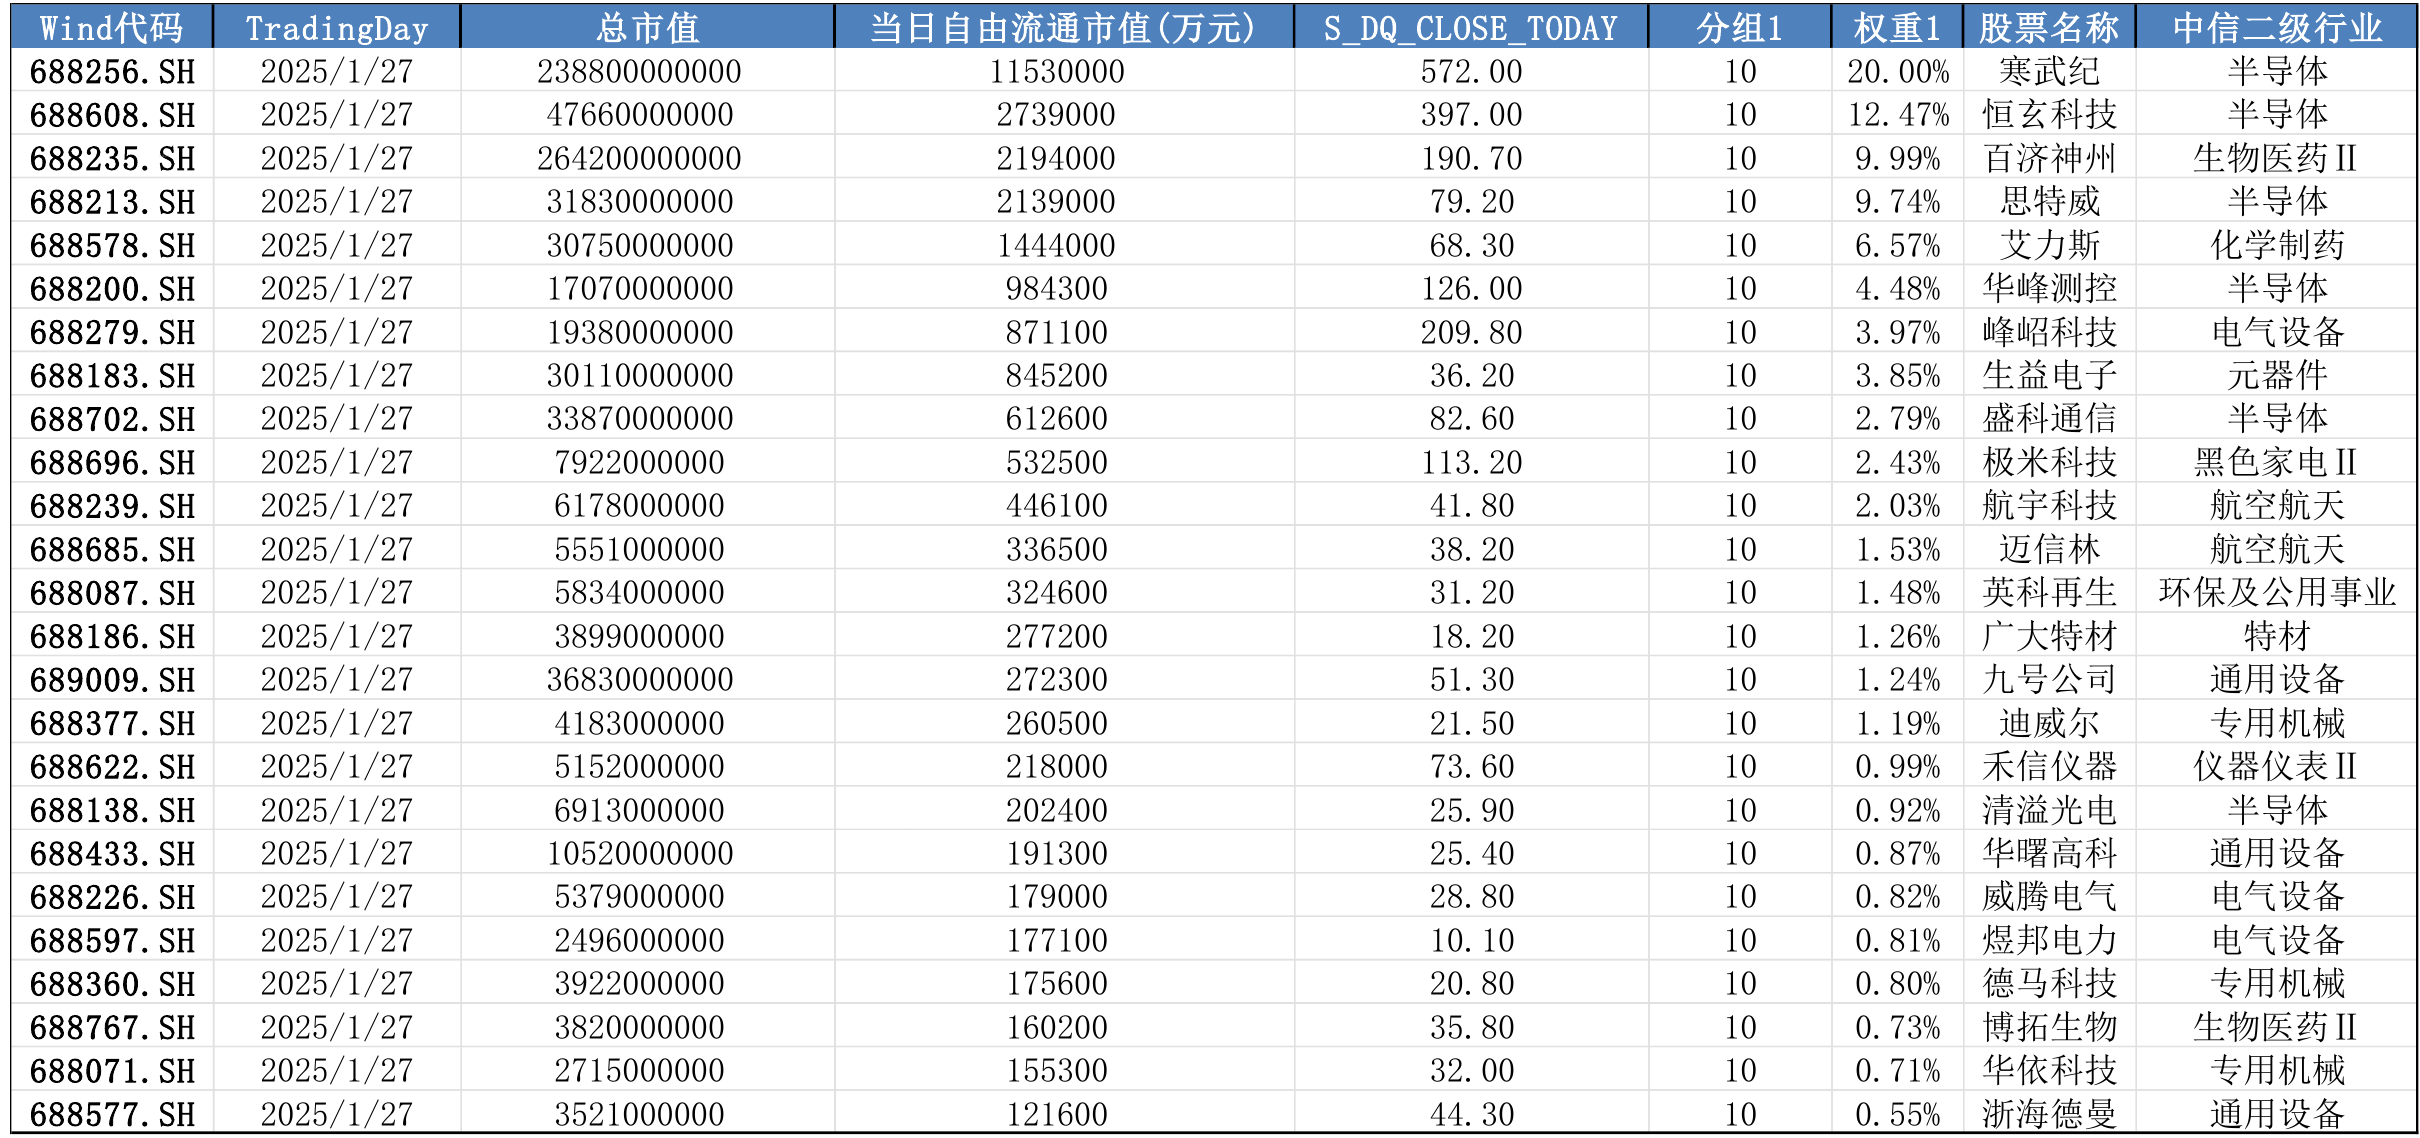 Wind代码 TradingDay 总市值 当日自由流通市值(万元) S_DQ_CLOSE_TODAY 分组1 权重1 股票名称 中信二级行业
688256.SH 2025/1/27 238800000000 11530000 572.00 10 20.00% 寒武纪 半导体
688608.SH 2025/1/27 47660000000 2739000 397.00 10 12.47% 恒玄科技 半导体
688235.SH 2025/1/27 264200000000 2194000 190.70 10 9.99% 百济神州 生物医药Ⅱ
688213.SH 2025/1/27 31830000000 2139000 79.20 10 9.74% 思特威 半导体
688578.SH 2025/1/27 30750000000 1444000 68.30 10 6.57% 艾力斯 化学制药
688200.SH 2025/1/27 17070000000 984300 126.00 10 4.48% 华峰测控 半导体
688279.SH 2025/1/27 19380000000 871100 209.80 10 3.97% 峰岹科技 电气设备
688183.SH 2025/1/27 30110000000 845200 36.20 10 3.85% 生益电子 元器件
688702.SH 2025/1/27 33870000000 612600 82.60 10 2.79% 盛科通信 半导体
688696.SH 2025/1/27 7922000000 532500 113.20 10 2.43% 极米科技 黑色家电Ⅱ
688239.SH 2025/1/27 6178000000 446100 41.80 10 2.03% 航宇科技 航空航天
688685.SH 2025/1/27 5551000000 336500 38.20 10 1.53% 迈信林 航空航天
688087.SH 2025/1/27 5834000000 324600 31.20 10 1.48% 英科再生 环保及公用事业
688186.SH 2025/1/27 3899000000 277200 18.20 10 1.26% 广大特材 特材
689009.SH 2025/1/27 36830000000 272300 51.30 10 1.24% 九号公司 通用设备
688377.SH 2025/1/27 4183000000 260500 21.50 10 1.19% 迪威尔 专用机械
688622.SH 2025/1/27 5152000000 218000 73.60 10 0.99% 禾信仪器 仪器仪表Ⅱ
688138.SH 2025/1/27 6913000000 202400 25.90 10 0.92% 清溢光电 半导体
688433.SH 2025/1/27 10520000000 191300 25.40 10 0.87% 华曙高科 通用设备
688226.SH 2025/1/27 5379000000 179000 28.80 10 0.82% 威腾电气 电气设备
688597.SH 2025/1/27 2496000000 177100 10.10 10 0.81% 煜邦电力 电气设备
688360.SH 2025/1/27 3922000000 175600 20.80 10 0.80% 德马科技 专用机械
688767.SH 2025/1/27 3820000000 160200 35.80 10 0.73% 博拓生物 生物医药Ⅱ
688071.SH 2025/1/27 2715000000 155300 32.00 10 0.71% 华依科技 专用机械
688577.SH 2025/1/27 3521000000 121600 44.30 10 0.55% 浙海德曼 通用设备